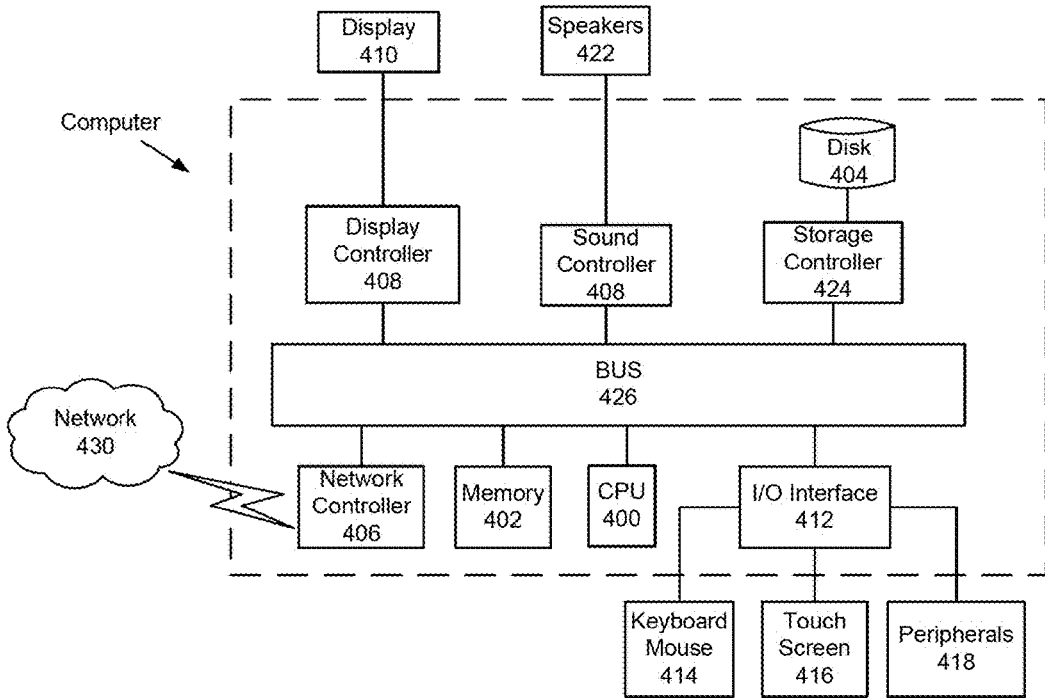 Display
410
Speakers
422
Computer
Disk
404
Display
Controller
408
Sound
Controller
408
Storage
Controller
424
BUS
426
Network
430
Network
Controller
406
Memory
402
CPU
400
I/O Interface
412
Keyboard
Mouse
414
Touch
Screen
416
Peripherals
418